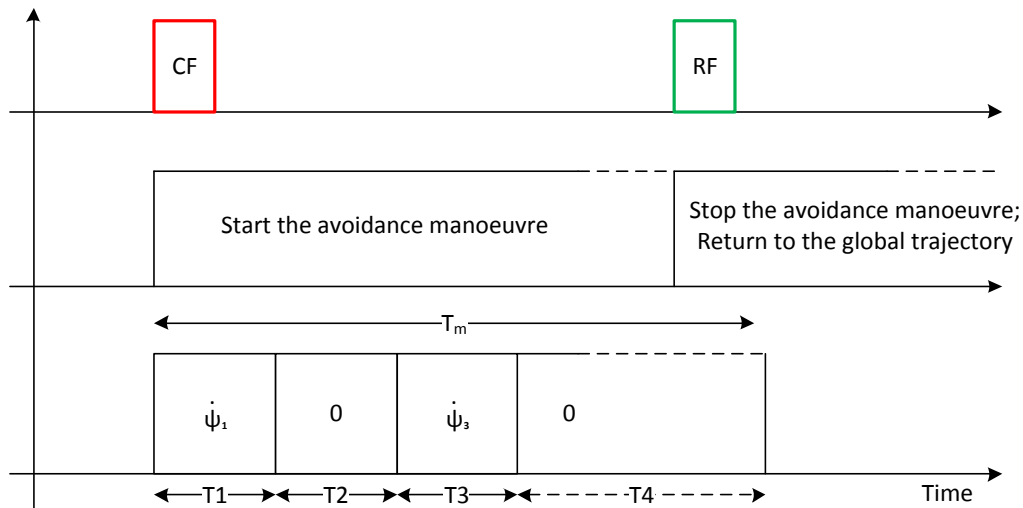 CF
RF
Start the avoidance manoeuvre
Stop the avoidance manoeuvre;
Return to the global trajectory
Tₘ
ψ̇₁
0
ψ̇₃
0
T1
T2
T3
T4
Time